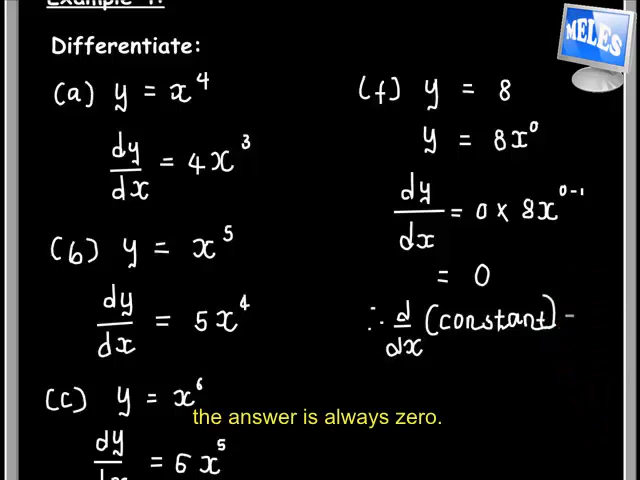 Example 1:
Differentiate:
(a) y = x⁴
dy/dx = 4x³
(b) y = x⁵
dy/dx = 5x⁴
(c) y = x⁶
dy/dx = 6x⁵
(f) y = 8
y = 8x⁰
dy/dx = 0 × 8x⁰⁻¹
= 0
∴ d/dx (constant) =
the answer is always zero.
MELES